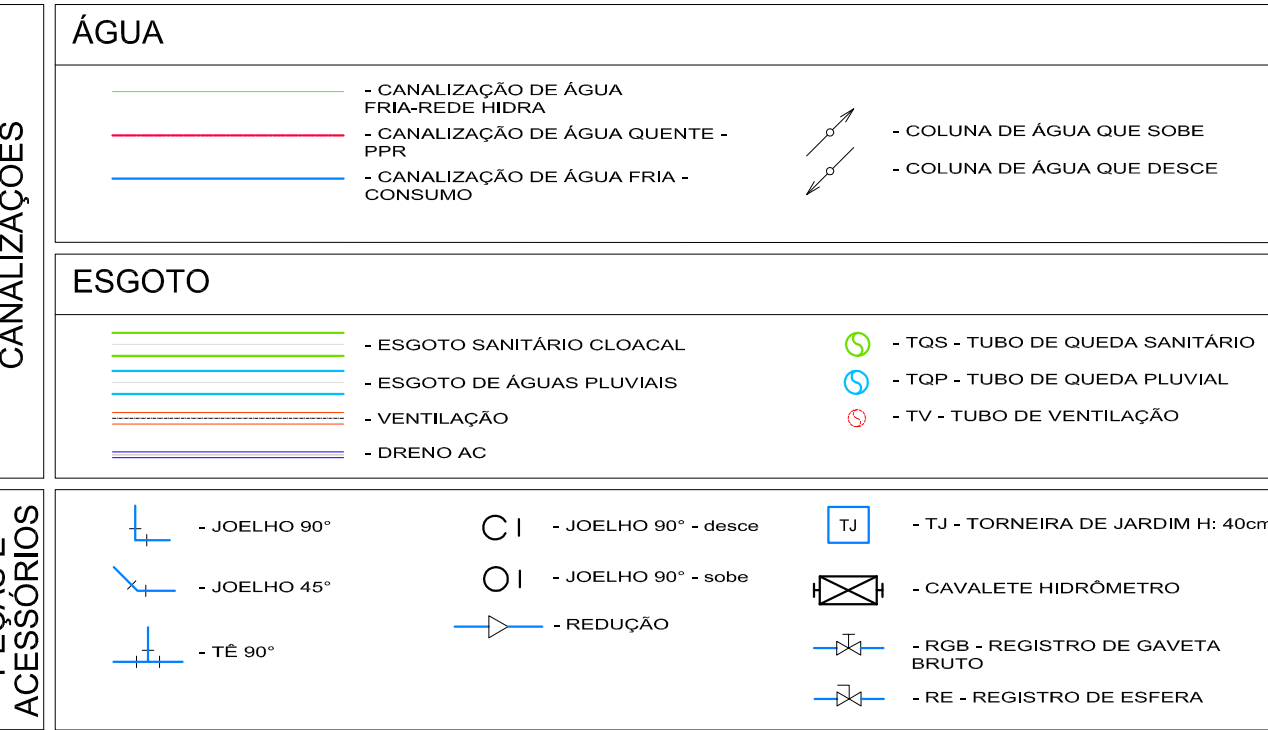 CANALIZAÇÕES
ÁGUA
- CANALIZAÇÃO DE ÁGUA
FRIA-REDE HIDRA
- CANALIZAÇÃO DE ÁGUA QUENTE -
PPR
- CANALIZAÇÃO DE ÁGUA FRIA -
CONSUMO
- COLUNA DE ÁGUA QUE SOBE
- COLUNA DE ÁGUA QUE DESCE
ESGOTO
- ESGOTO SANITÁRIO CLOACAL
- ESGOTO DE ÁGUAS PLUVIAIS
- VENTILAÇÃO
- DRENO AC
- TQS - TUBO DE QUEDA SANITÁRIO
- TQP - TUBO DE QUEDA PLUVIAL
- TV - TUBO DE VENTILAÇÃO
PEÇAS E
ACESSÓRIOS
- JOELHO 90°
- JOELHO 45°
- TÊ 90°
- JOELHO 90° - desce
- JOELHO 90° - sobe
- REDUÇÃO
TJ
- TJ - TORNEIRA DE JARDIM H: 40cm
- CAVALETE HIDRÔMETRO
- RGB - REGISTRO DE GAVETA
BRUTO
- RE - REGISTRO DE ESFERA